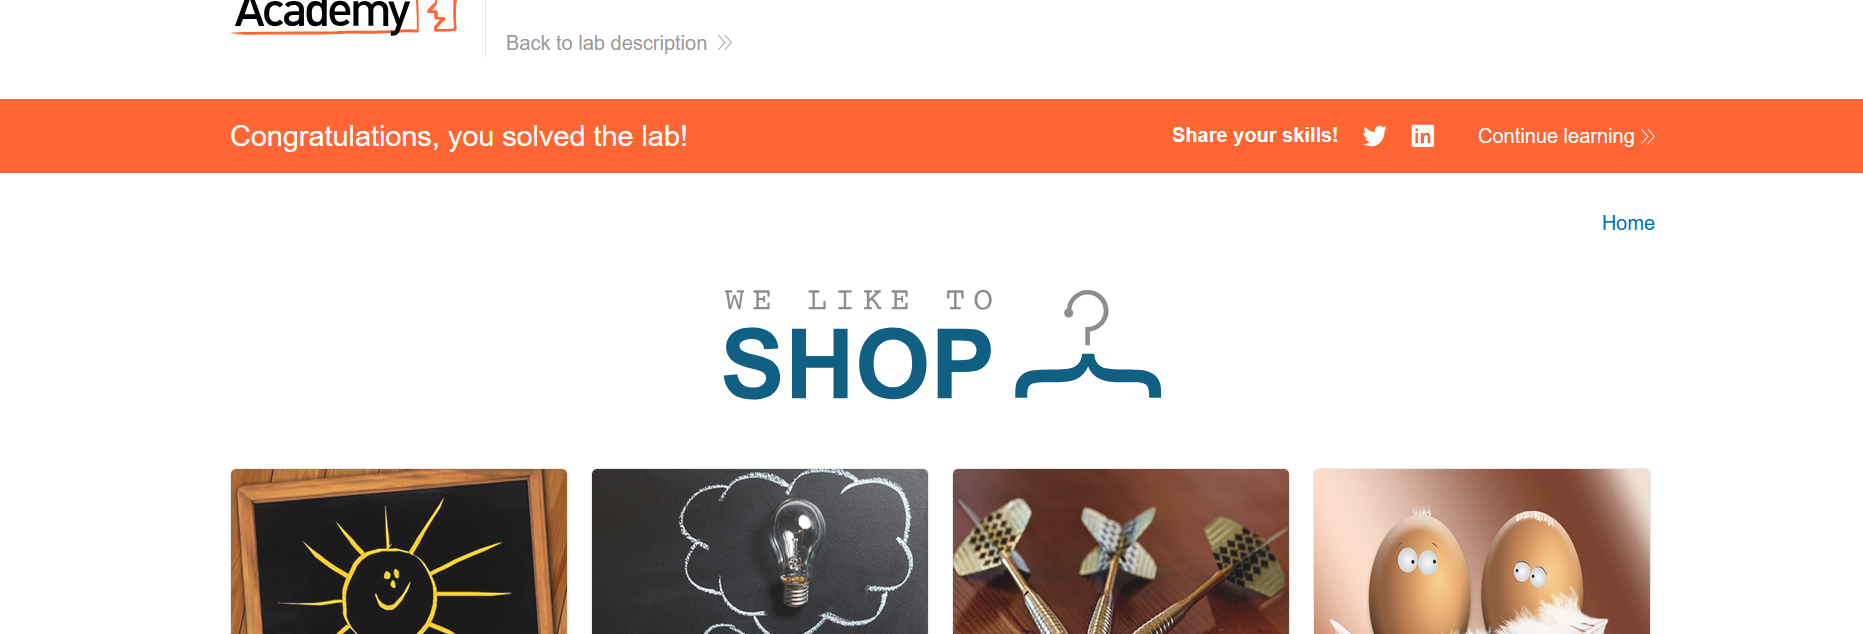 Academy
Back to lab description
Congratulations, you solved the lab!
Share your skills!
in
Continue learning
Home
WE LIKE TO
SHOP